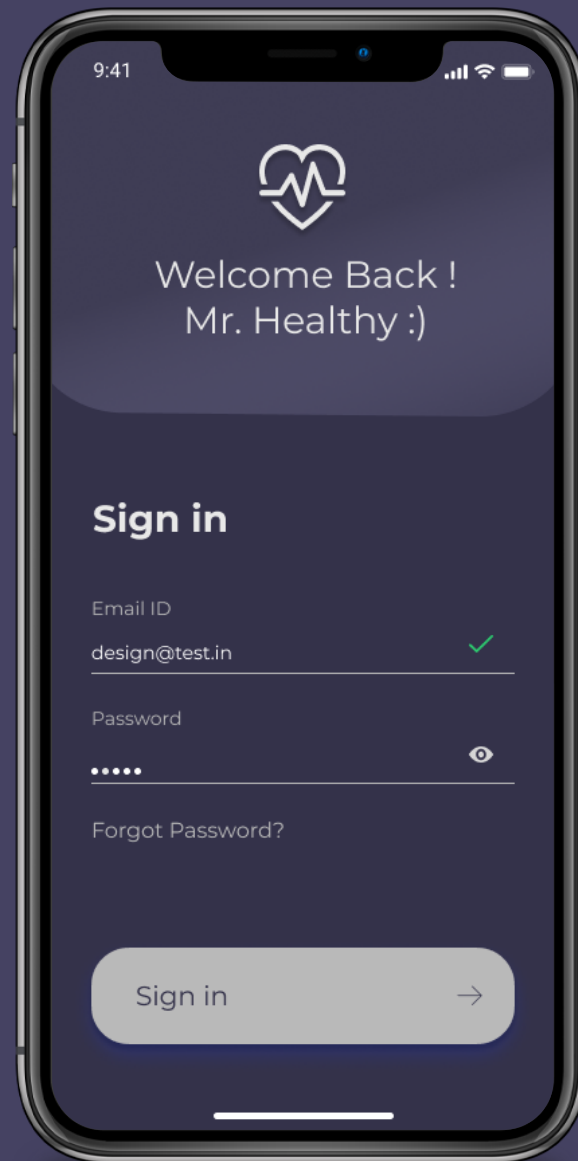 9:41
Welcome Back !
Mr. Healthy :)
Sign in
Email ID
design@test.in
Password
•••••
Forgot Password?
Sign in